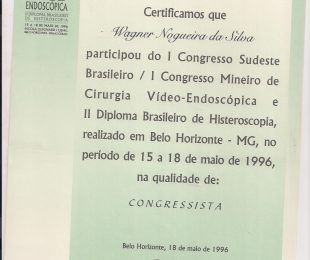 ENDOSCÓPICA
Certificamos que
Wagner Nogueira da Silva
participou do I Congresso Sudeste
Brasileiro / I Congresso Mineiro de
Cirurgia Vídeo-Endoscópica e
II Diploma Brasileiro de Histeroscopia,
realizado em Belo Horizonte - MG, no
período de 15 a 18 de maio de 1996,
na qualidade de:
CONGRESSISTA
Belo Horizonte, 18 de maio de 1996